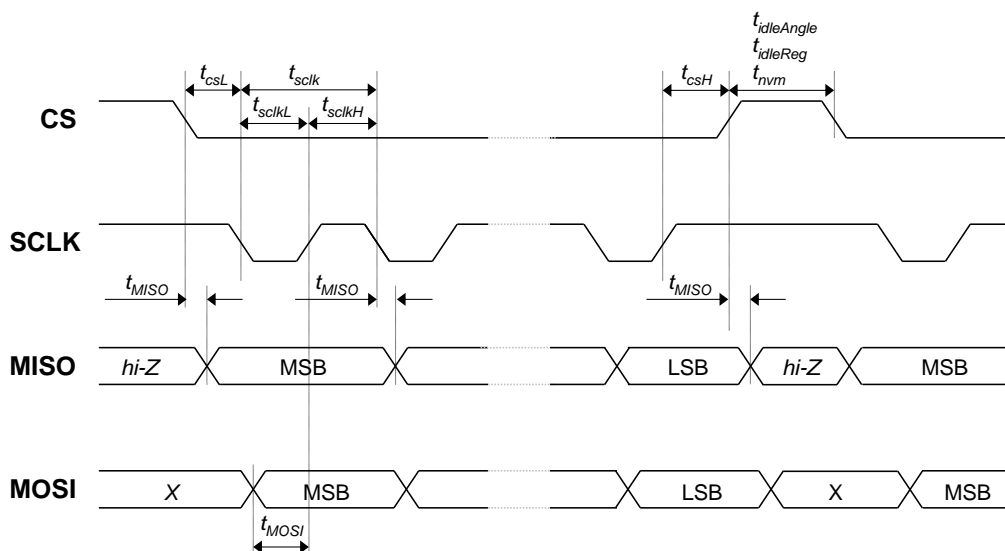 t_idleAngle
t_idleReg
t_csL t_sclk t_csH t_nvm
t_sclkL t_sclkH
CS
SCLK
t_MISO t_MISO t_MISO
MISO hi-Z MSB LSB hi-Z MSB
MOSI X MSB LSB X MSB
t_MOSI